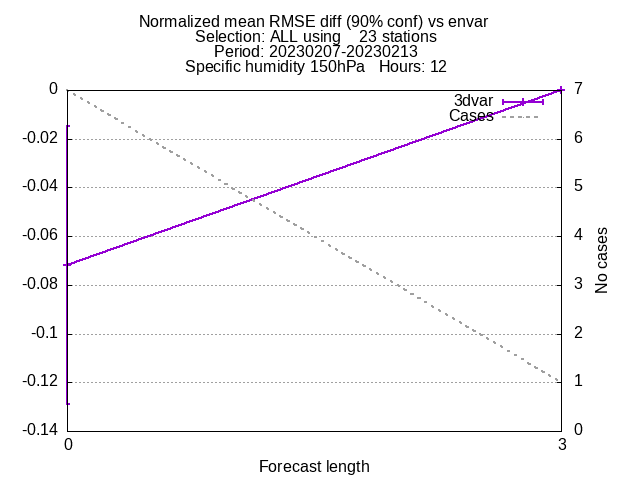 Normalized mean RMSE diff (90% conf) vs envar
Selection: ALL using    23 stations
Period: 20230207-20230213
Specific humidity 150hPa   Hours: 12
3dvar
Cases
0
-0.02
-0.04
-0.06
-0.08
-0.1
-0.12
-0.14
7
6
5
4
3
2
1
0
No cases
0
3
Forecast length